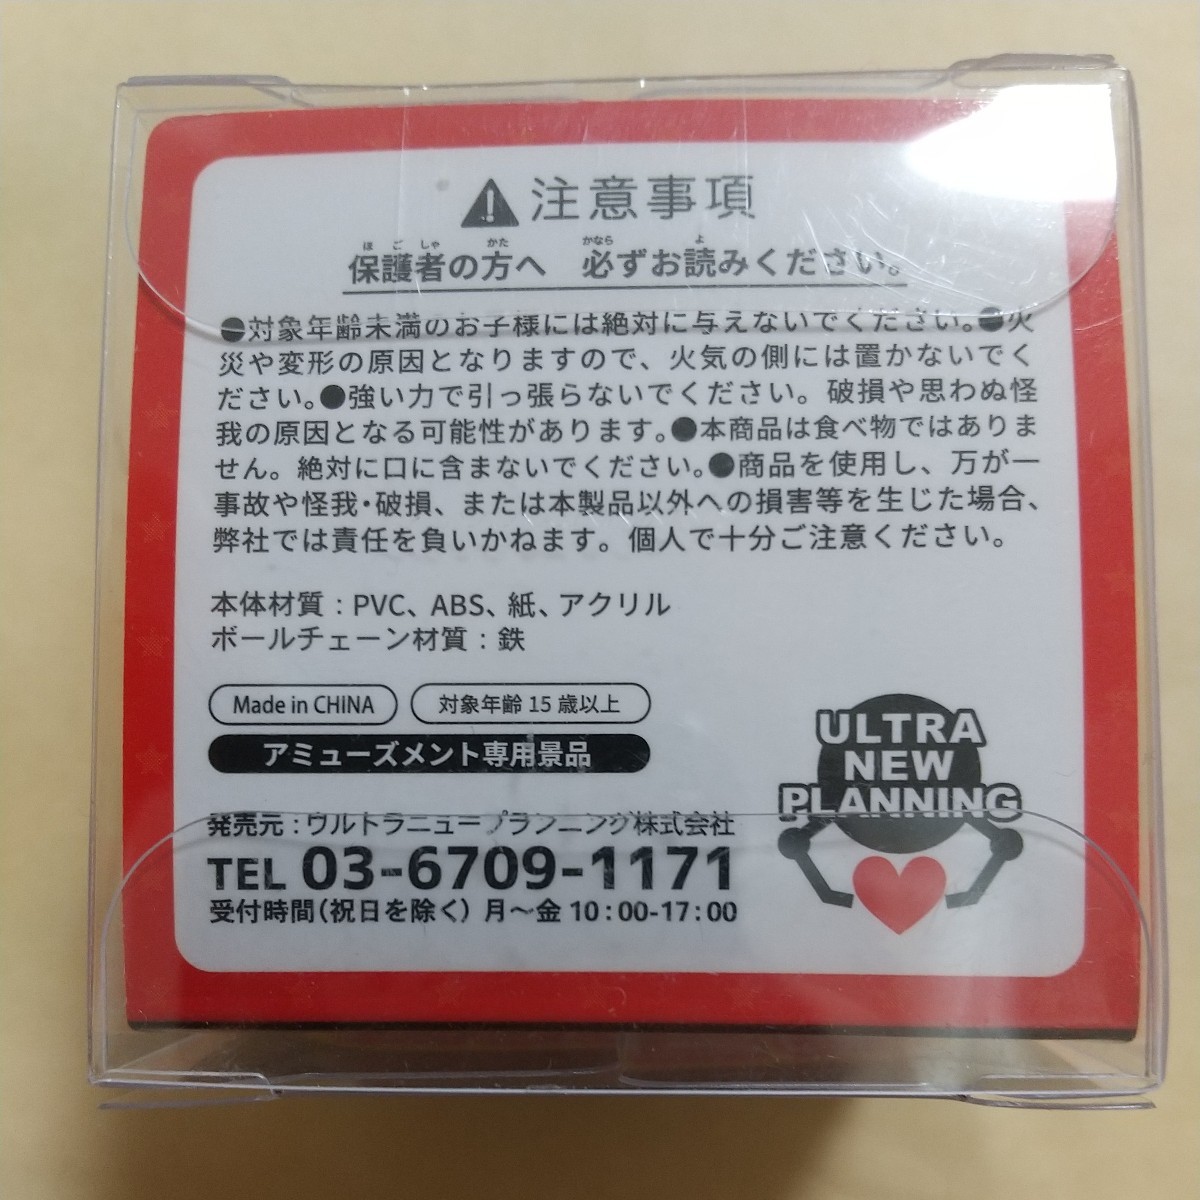 注意事項
保護者の方へ 必ずお読みください。
●対象年齢未満のお子様には絶対に与えないでください。●火
災や変形の原因となりますので、火気の側には置かないでく
ださい。●強い力で引っ張らないでください。破損や思わぬ怪
我の原因となる可能性があります。●本商品は食べ物ではありま
せん。絶対に口に含まないでください。●商品を使用し、万が一
事故や怪我・破損、または本製品以外への損害等を生じた場合、
弊社では責任を負いかねます。個人で十分ご注意ください。
本体材質：PVC、ABS、紙、アクリル
ボールチェーン材質：鉄
Made in CHINA 対象年齢 15 歳以上
アミューズメント専用景品
発売元：ウルトラニュープランニング株式会社
TEL 03-6709-1171
受付時間（祝日を除く）月～金 10:00-17:00
ULTRA
NEW
PLANNING